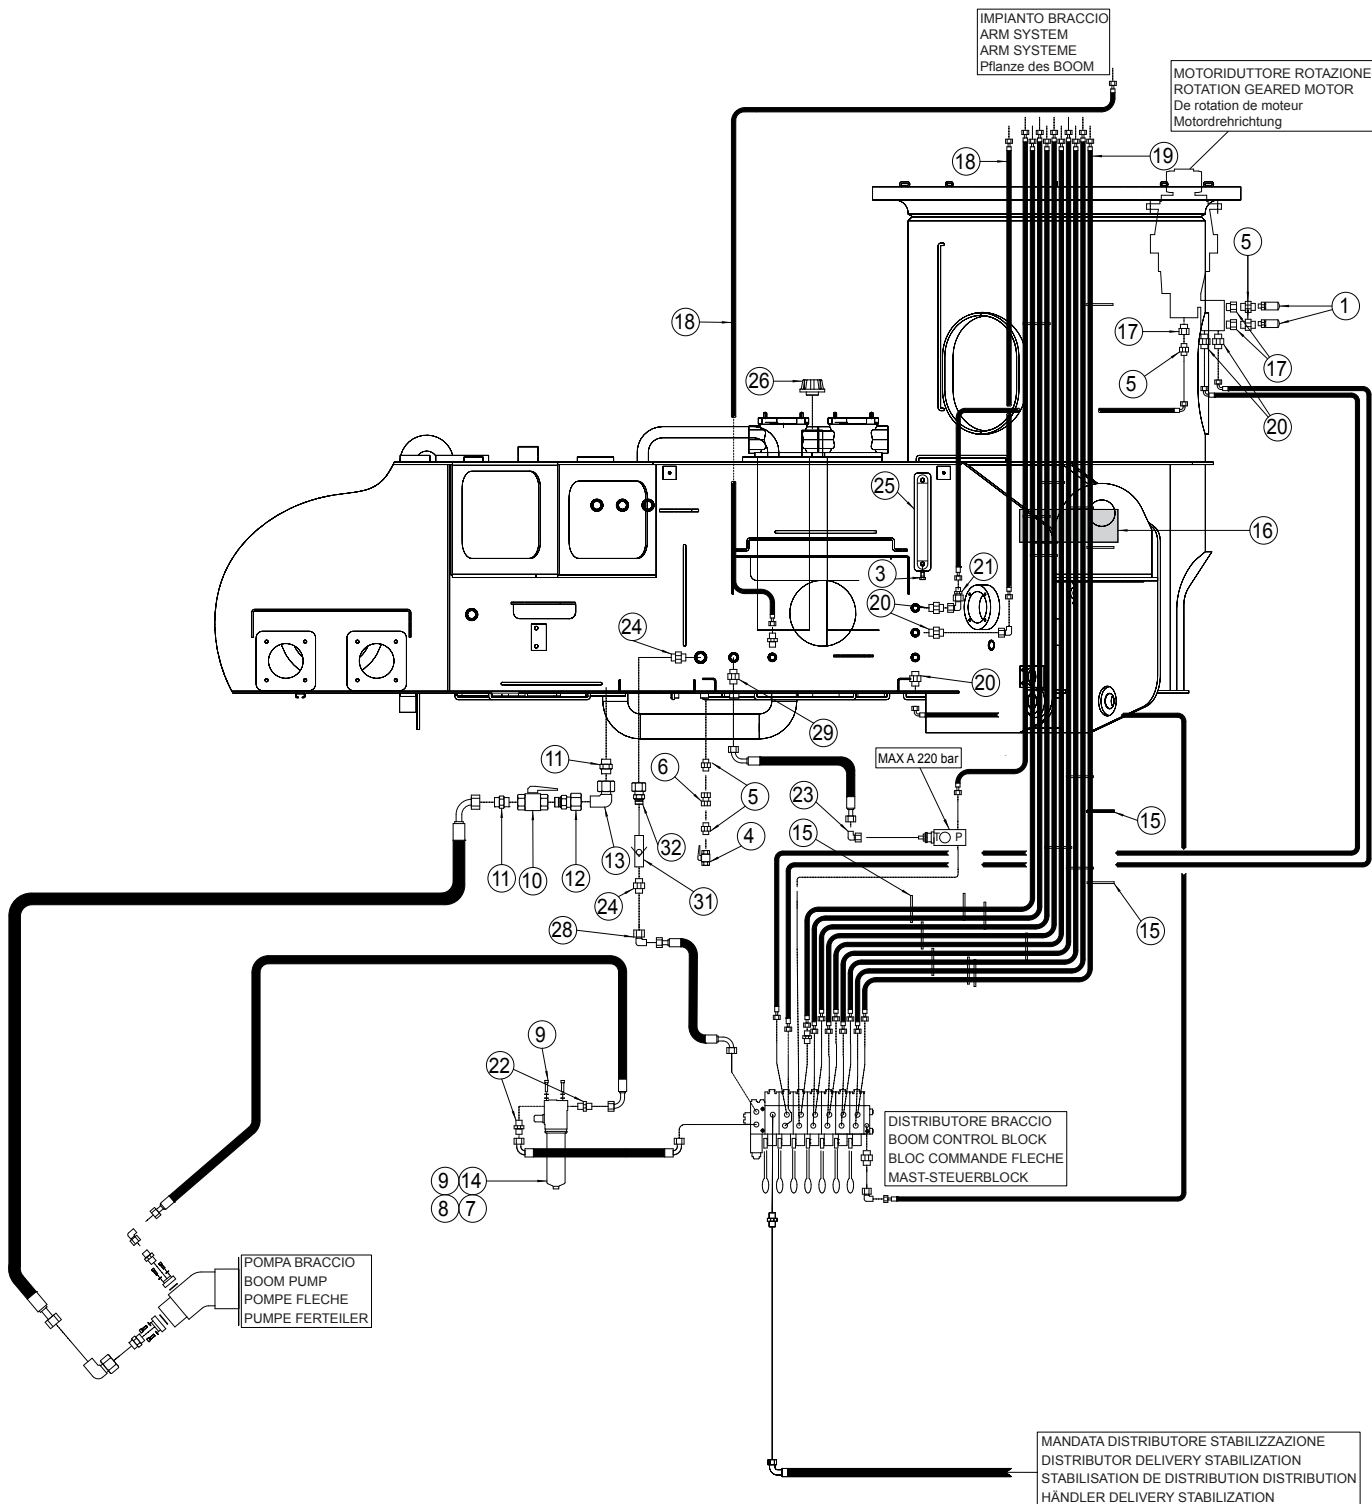 IMPIANTO BRACCIO
ARM SYSTEM
ARM SYSTEME
Pflanze des BOOM
MOTORIDUTTORE ROTAZIONE
ROTATION GEARED MOTOR
De rotation de moteur
Motordrehrichtung
18
19
5
1
18
17
17
26
5
20
25
16
3
21
20
24
20
29
11
MAX A 220 bar
6
5
23
P
15
15
4
11
10
12
13
32
24
31
28
15
9
22
DISTRIBUTORE BRACCIO
BOOM CONTROL BLOCK
BLOC COMMANDE FLECHE
MAST-STEUERBLOCK
9 14
8 7
POMPA BRACCIO
BOOM PUMP
POMPE FLECHE
PUMPE FERTEILER
MANDATA DISTRIBUTORE STABILIZZAZIONE
DISTRIBUTOR DELIVERY STABILIZATION
STABILISATION DE DISTRIBUTION DISTRIBUTION
HÄNDLER DELIVERY STABILIZATION